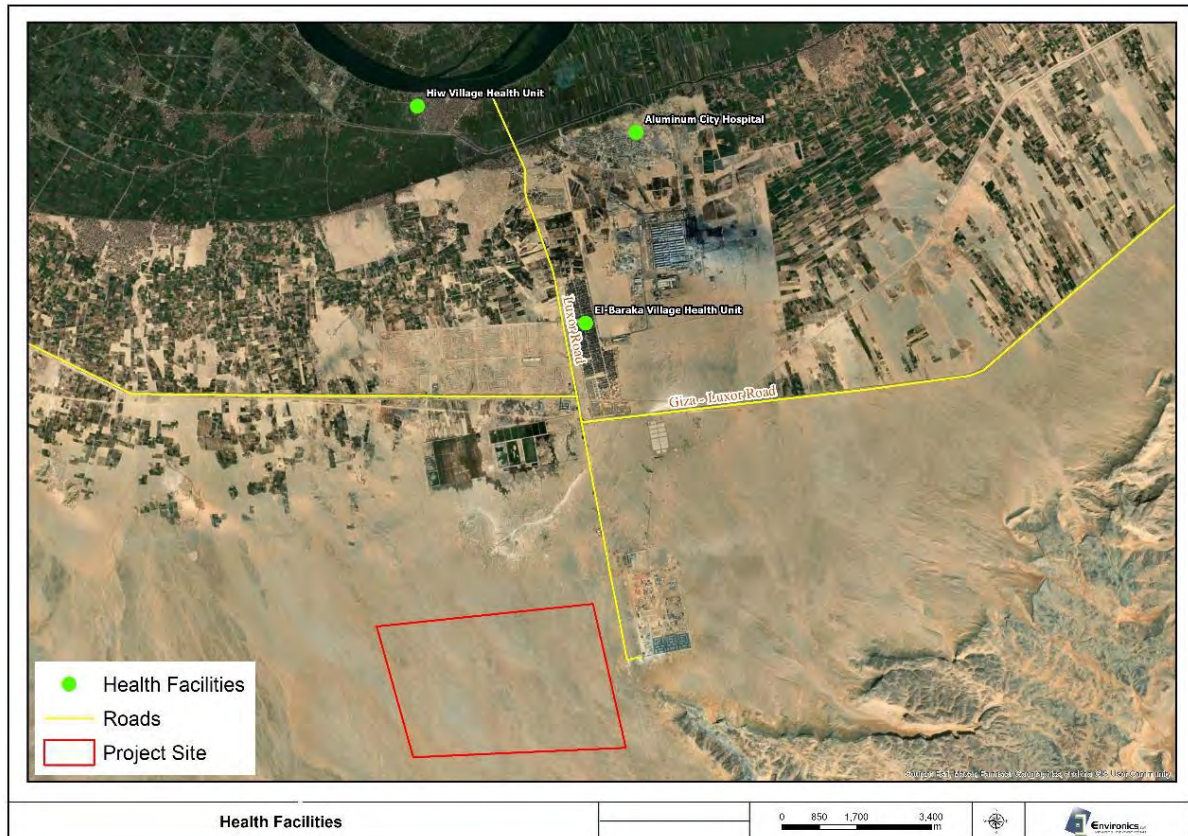 Hiw Village Health Unit
Aluminum City Hospital
El-Baraka Village Health Unit
Luxor Road
Giza - Luxor Road
Health Facilities
Roads
Project Site
Health Facilities
0 850 1,700 3,400
m
Environics